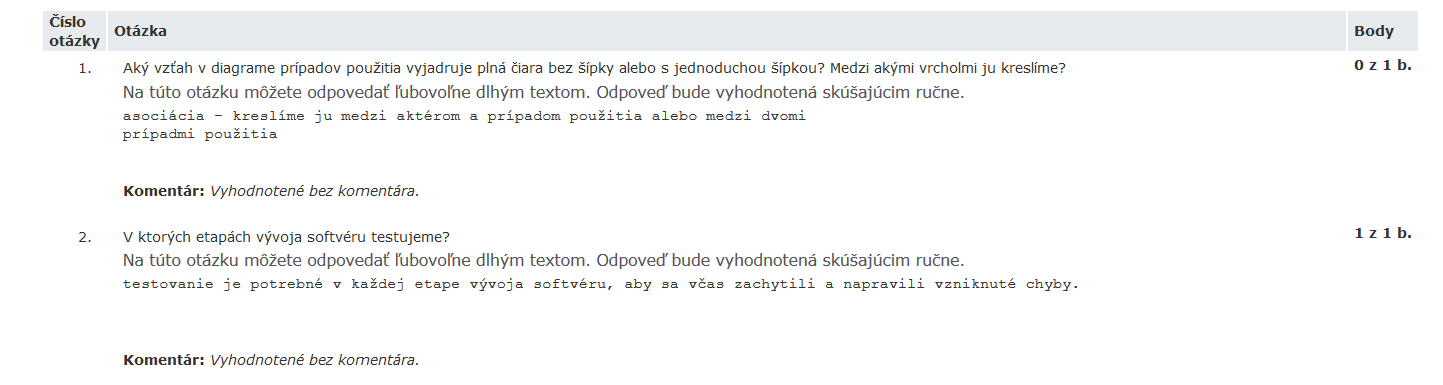 Číslo otázky Otázka Body
1. Aký vzťah v diagrame prípadov použitia vyjadruje plná čiara bez šípky alebo s jednoduchou šípkou? Medzi akými vrcholmi ju kreslíme? 0 z 1 b.
Na túto otázku môžete odpovedať ľubovoľne dlhým textom. Odpoveď bude vyhodnotená skúšajúcim ručne.
asociácia - kreslíme ju medzi aktérom a prípadom použitia alebo medzi dvomi
prípadmi použitia
Komentár: Vyhodnotené bez komentára.
2. V ktorých etapách vývoja softvéru testujeme? 1 z 1 b.
Na túto otázku môžete odpovedať ľubovoľne dlhým textom. Odpoveď bude vyhodnotená skúšajúcim ručne.
testovanie je potrebné v každej etape vývoja softvéru, aby sa včas zachytili a napravili vzniknuté chyby.
Komentár: Vyhodnotené bez komentára.